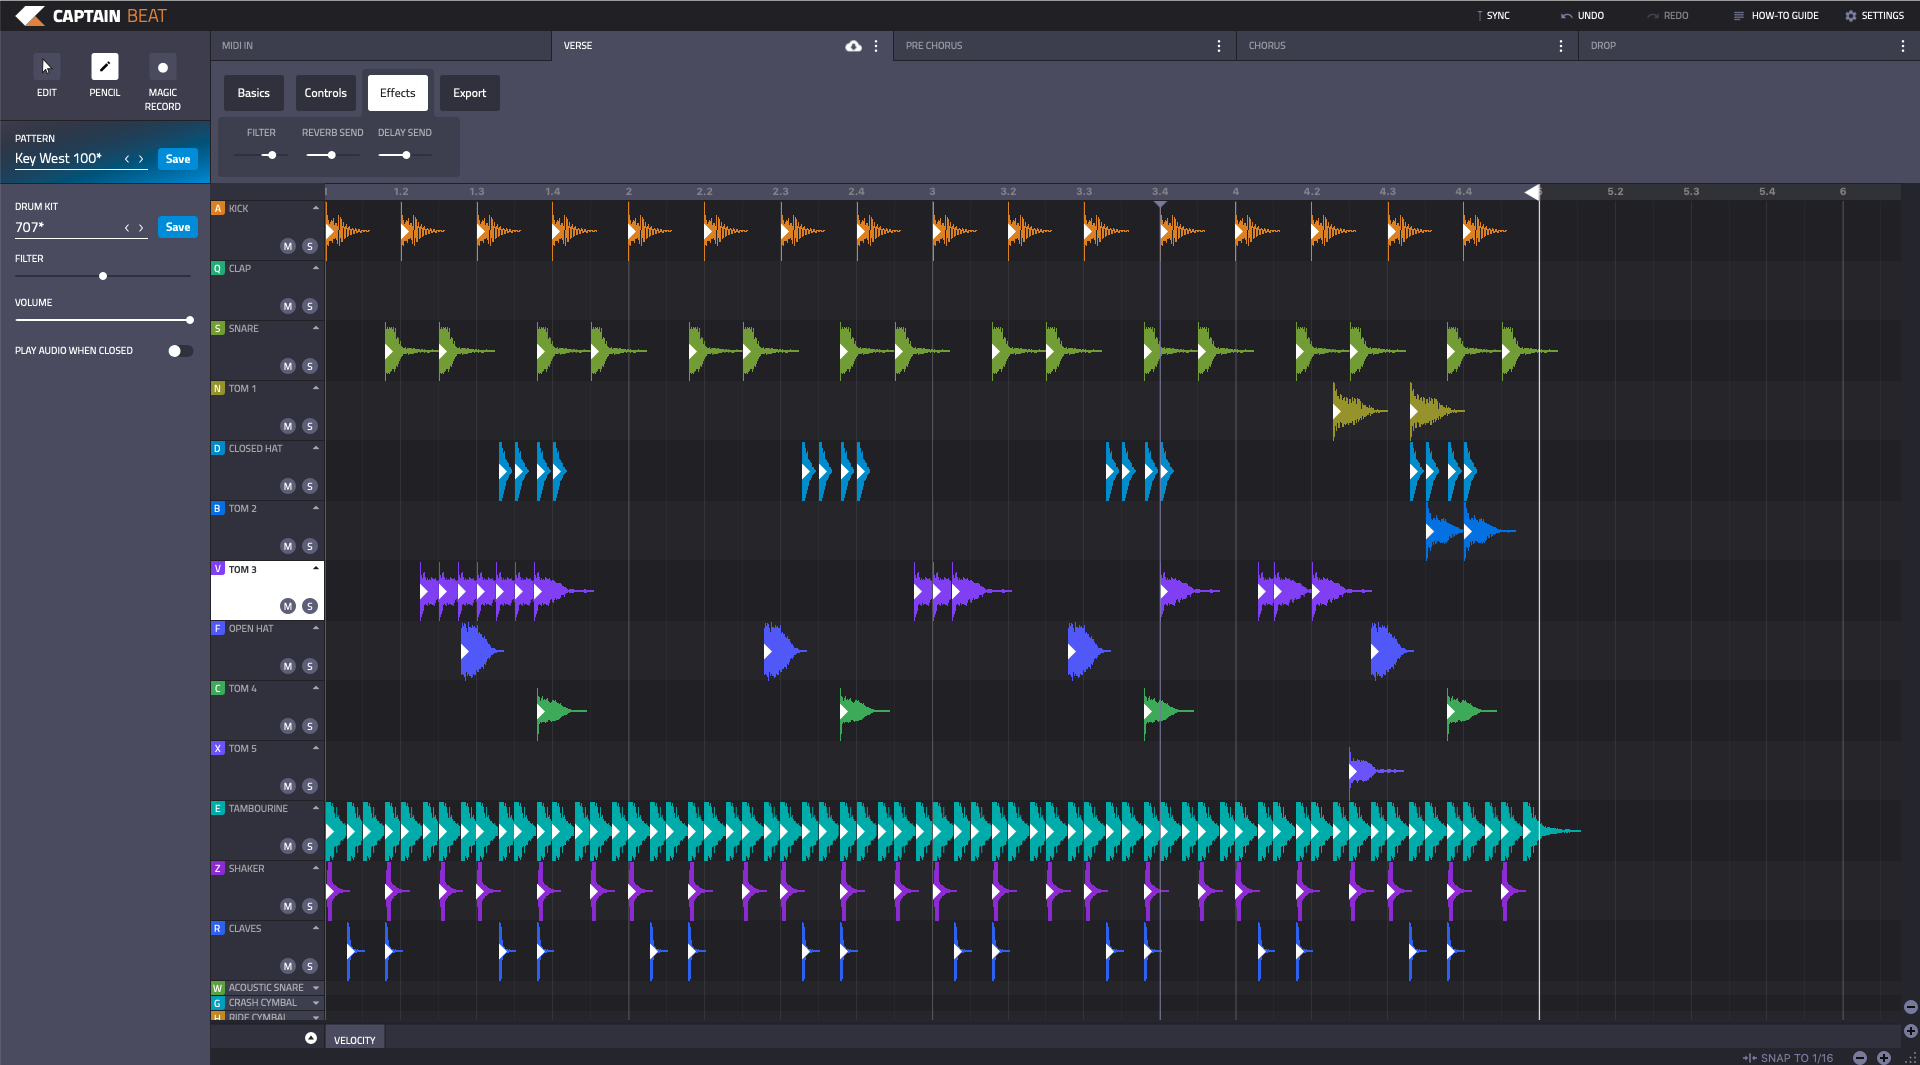 CAPTAIN BEAT
SYNC
UNDO
REDO
HOW-TO GUIDE
SETTINGS
EDIT
PENCIL
MAGIC RECORD
MIDI IN
VERSE
PRE CHORUS
CHORUS
DROP
Basics
Controls
Effects
Export
FILTER
REVERB SEND
DELAY SEND
PATTERN
Key West 100*
Save
DRUM KIT
707*
Save
FILTER
VOLUME
PLAY AUDIO WHEN CLOSED
1.2 1.3 1.4 2 2.2 2.3 2.4 3 3.2 3.3 3.4 4 4.2 4.3 4.4 5.2 5.3 5.4 6
A KICK
M S
Q CLAP
M S
S SNARE
M S
N TOM 1
M S
D CLOSED HAT
M S
B TOM 2
M S
V TOM 3
M S
F OPEN HAT
M S
C TOM 4
M S
X TOM 5
M S
E TAMBOURINE
M S
Z SHAKER
M S
R CLAVES
M S
W ACOUSTIC SNARE
G CRASH CYMBAL
H RIDE CYMBAL
VELOCITY
SNAP TO 1/16